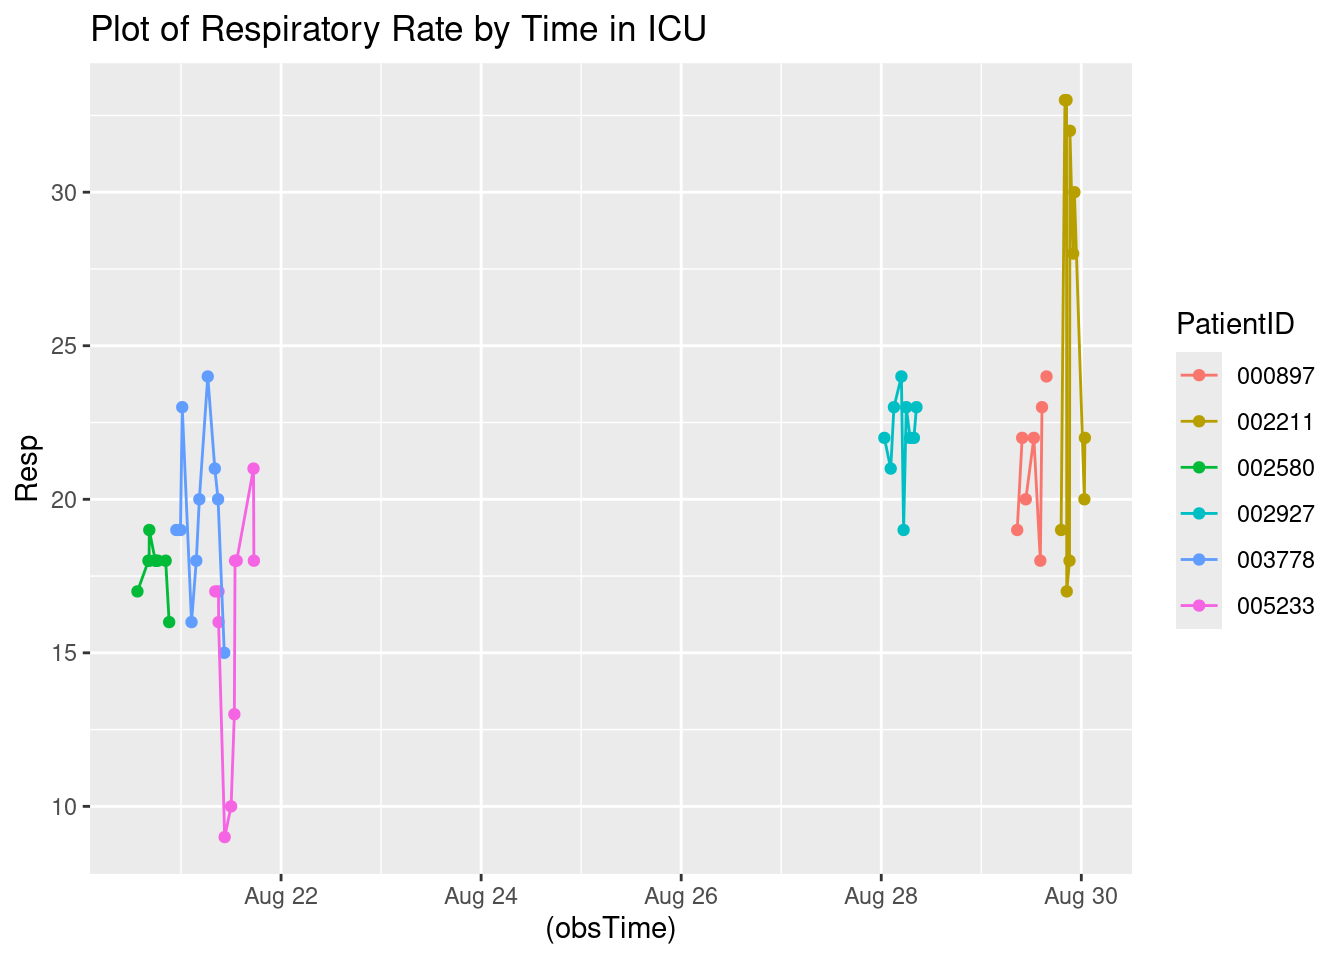 Plot of Respiratory Rate by Time in ICU
30
25
20
15
10
Resp
Aug 22 Aug 24 Aug 26 Aug 28 Aug 30
(obsTime)
PatientID
000897
002211
002580
002927
003778
005233